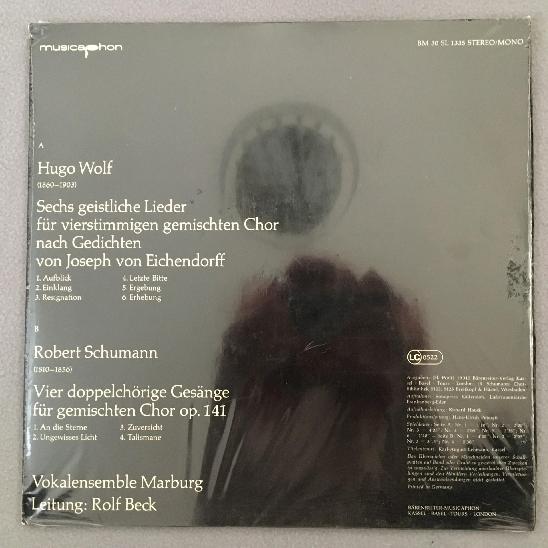 musicaphon
BM 30 SL 1335 STEREO/MONO
A
Hugo Wolf
(1860–1903)
Sechs geistliche Lieder
für vierstimmigen gemischten Chor
nach Gedichten
von Joseph von Eichendorff
1. Aufblick
2. Einklang
3. Resignation
4. Letzte Bitte
5. Ergebung
6. Erhebung
B
Robert Schumann
(1810–1856)
Vier doppelchörige Gesänge
für gemischten Chor op. 141
1. An die Sterne
2. Ungewisses Licht
3. Zuversicht
4. Talismane
Vokalensemble Marburg
Leitung: Rolf Beck
LC 0522
Printed in Germany
BÄRENREITER-MUSICAPHON
KASSEL · BASEL · TOURS · LONDON